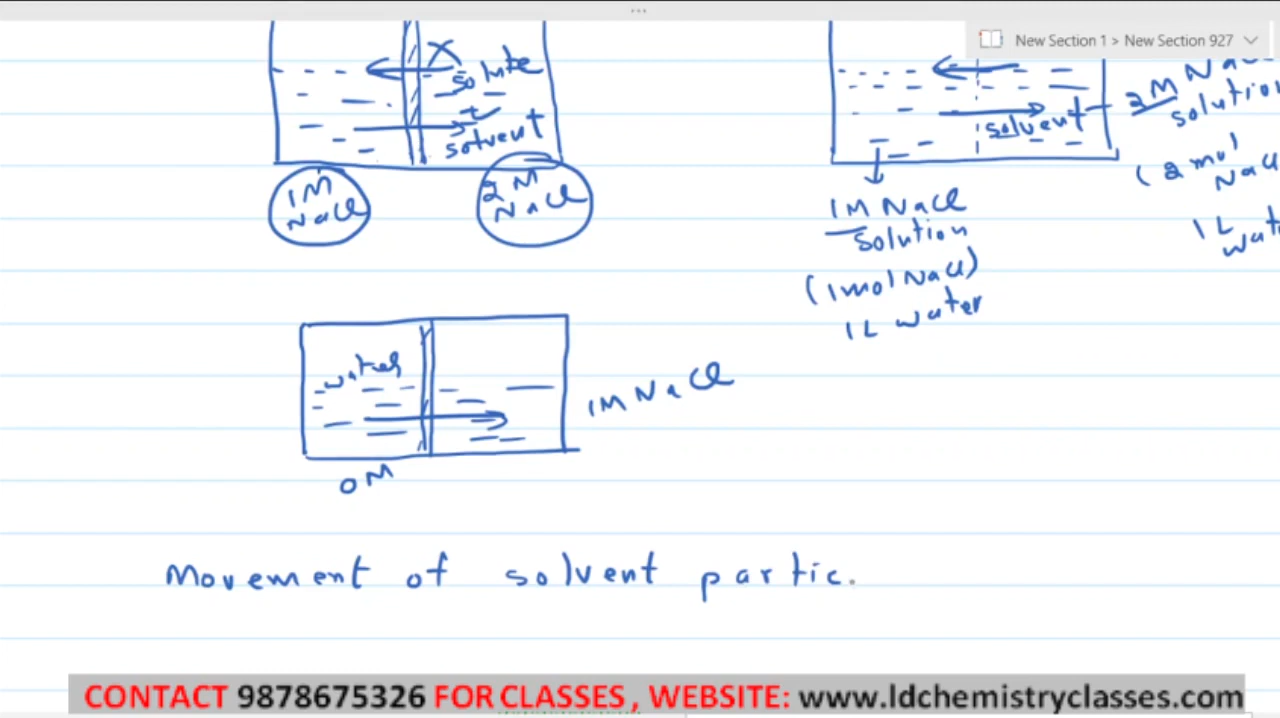 New Section 1 > New Section 927
solute
solvent
1M
NaCl
2M
NaCl
solvent
2M NaCl
solution
(2 mol
NaCl
1L
wat
1M NaCl
solution
(1mol NaCl)
1L water
water
1M NaCl
0M
Movement of solvent partic.
CONTACT 9878675326 FOR CLASSES , WEBSITE: www.ldchemistryclasses.com